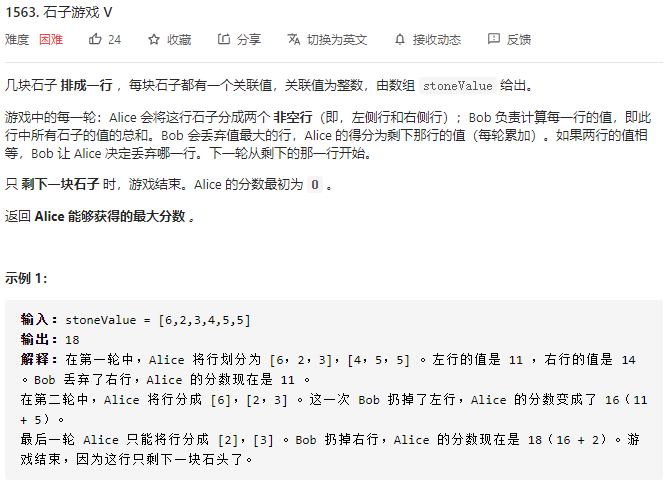 1563. 石子游戏 V
难度 困难 24 收藏 分享 切换为英文 接收动态 反馈
几块石子 排成一行 ，每块石子都有一个关联值，关联值为整数，由数组 stoneValue 给出。
游戏中的每一轮：Alice 会将这行石子分成两个 非空行（即，左侧行和右侧行）；Bob 负责计算每一行的值，即此
行中所有石子的值的总和。Bob 会丢弃值最大的行，Alice 的得分为剩下那行的值（每轮累加）。如果两行的值相
等，Bob 让 Alice 决定丢弃哪一行。下一轮从剩下的那一行开始。
只 剩下一块石子 时，游戏结束。Alice 的分数最初为 0 。
返回 Alice 能够获得的最大分数 。
示例 1：
输入：stoneValue = [6,2,3,4,5,5]
输出：18
解释：在第一轮中，Alice 将行划分为 [6，2，3]，[4，5，5] 。左行的值是 11 ，右行的值是 14
。Bob 丢弃了右行，Alice 的分数现在是 11 。
在第二轮中，Alice 将行分成 [6]，[2，3] 。这一次 Bob 扔掉了左行，Alice 的分数变成了 16（11
+ 5）。
最后一轮 Alice 只能将行分成 [2]，[3] 。Bob 扔掉右行，Alice 的分数现在是 18（16 + 2）。游
戏结束，因为这行只剩下一块石头了。